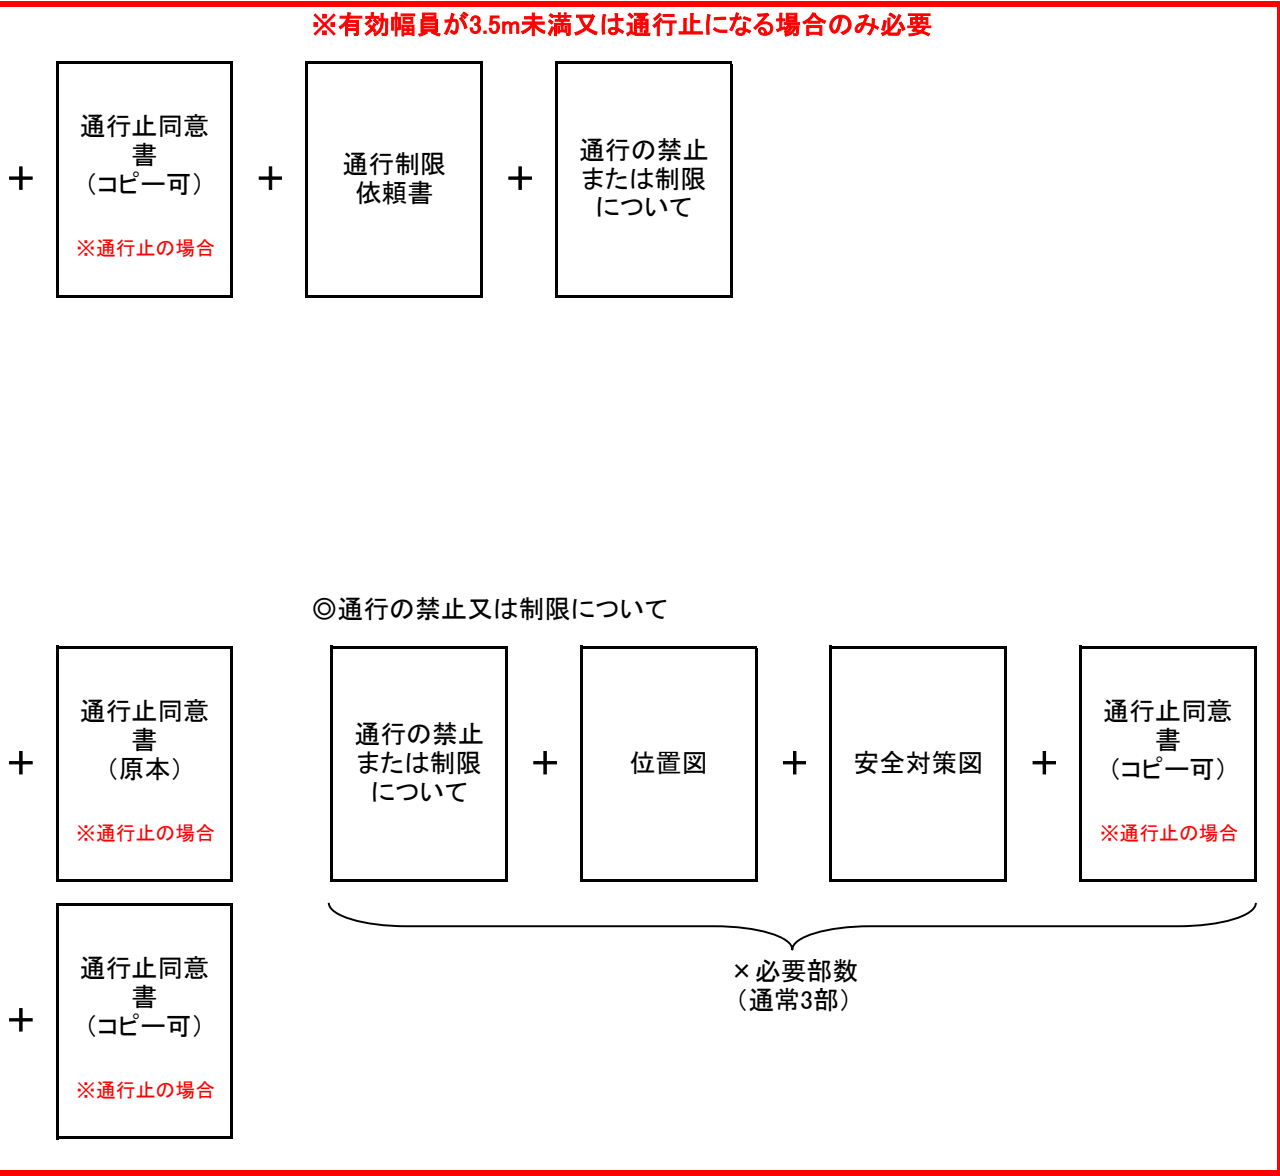 ※有効幅員が3.5m未満又は通行止になる場合のみ必要
＋
通行止同意
書
（コピー可）
※通行止の場合
＋
通行制限
依頼書
＋
通行の禁止
または制限
について
◎通行の禁止又は制限について
＋
通行止同意
書
（原本）
※通行止の場合
通行の禁止
または制限
について
＋
位置図
＋
安全対策図
＋
通行止同意
書
（コピー可）
※通行止の場合
＋
通行止同意
書
（コピー可）
※通行止の場合
×必要部数
（通常3部）